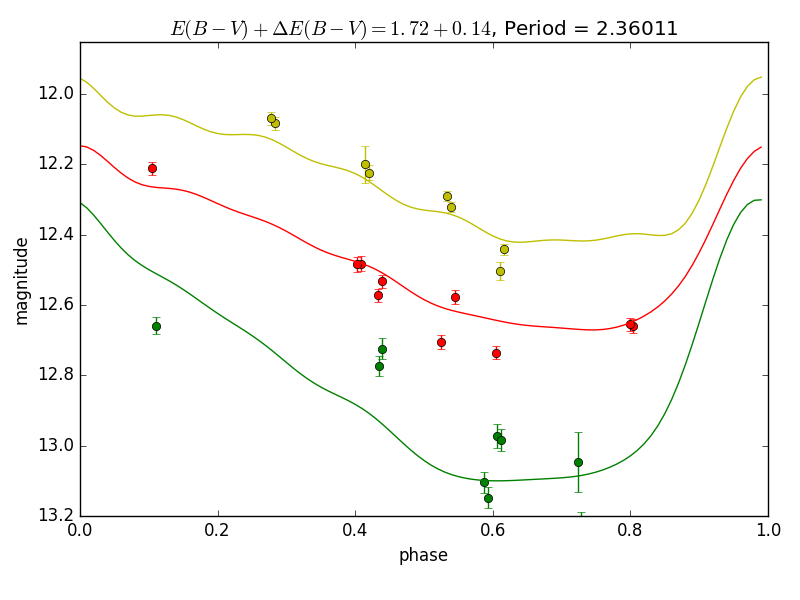 E(B − V) + ΔE(B − V) = 1.72 + 0.14, Period = 2.36011
12.0
12.2
12.4
12.6
12.8
13.0
13.2
magnitude
0.0 0.2 0.4 0.6 0.8 1.0
phase